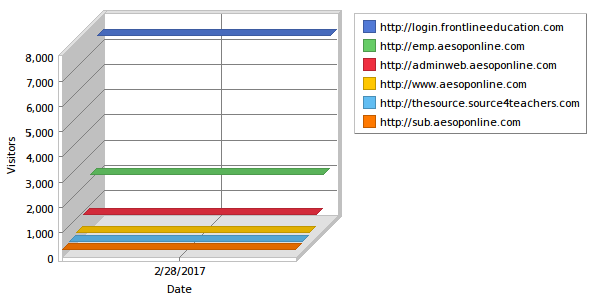 8,000
7,000
6,000
5,000
4,000
3,000
2,000
1,000
0
Visitors
2/28/2017
Date
http://login.frontlineeducation.com
http://emp.aesoponline.com
http://adminweb.aesoponline.com
http://www.aesoponline.com
http://thesource.source4teachers.com
http://sub.aesoponline.com